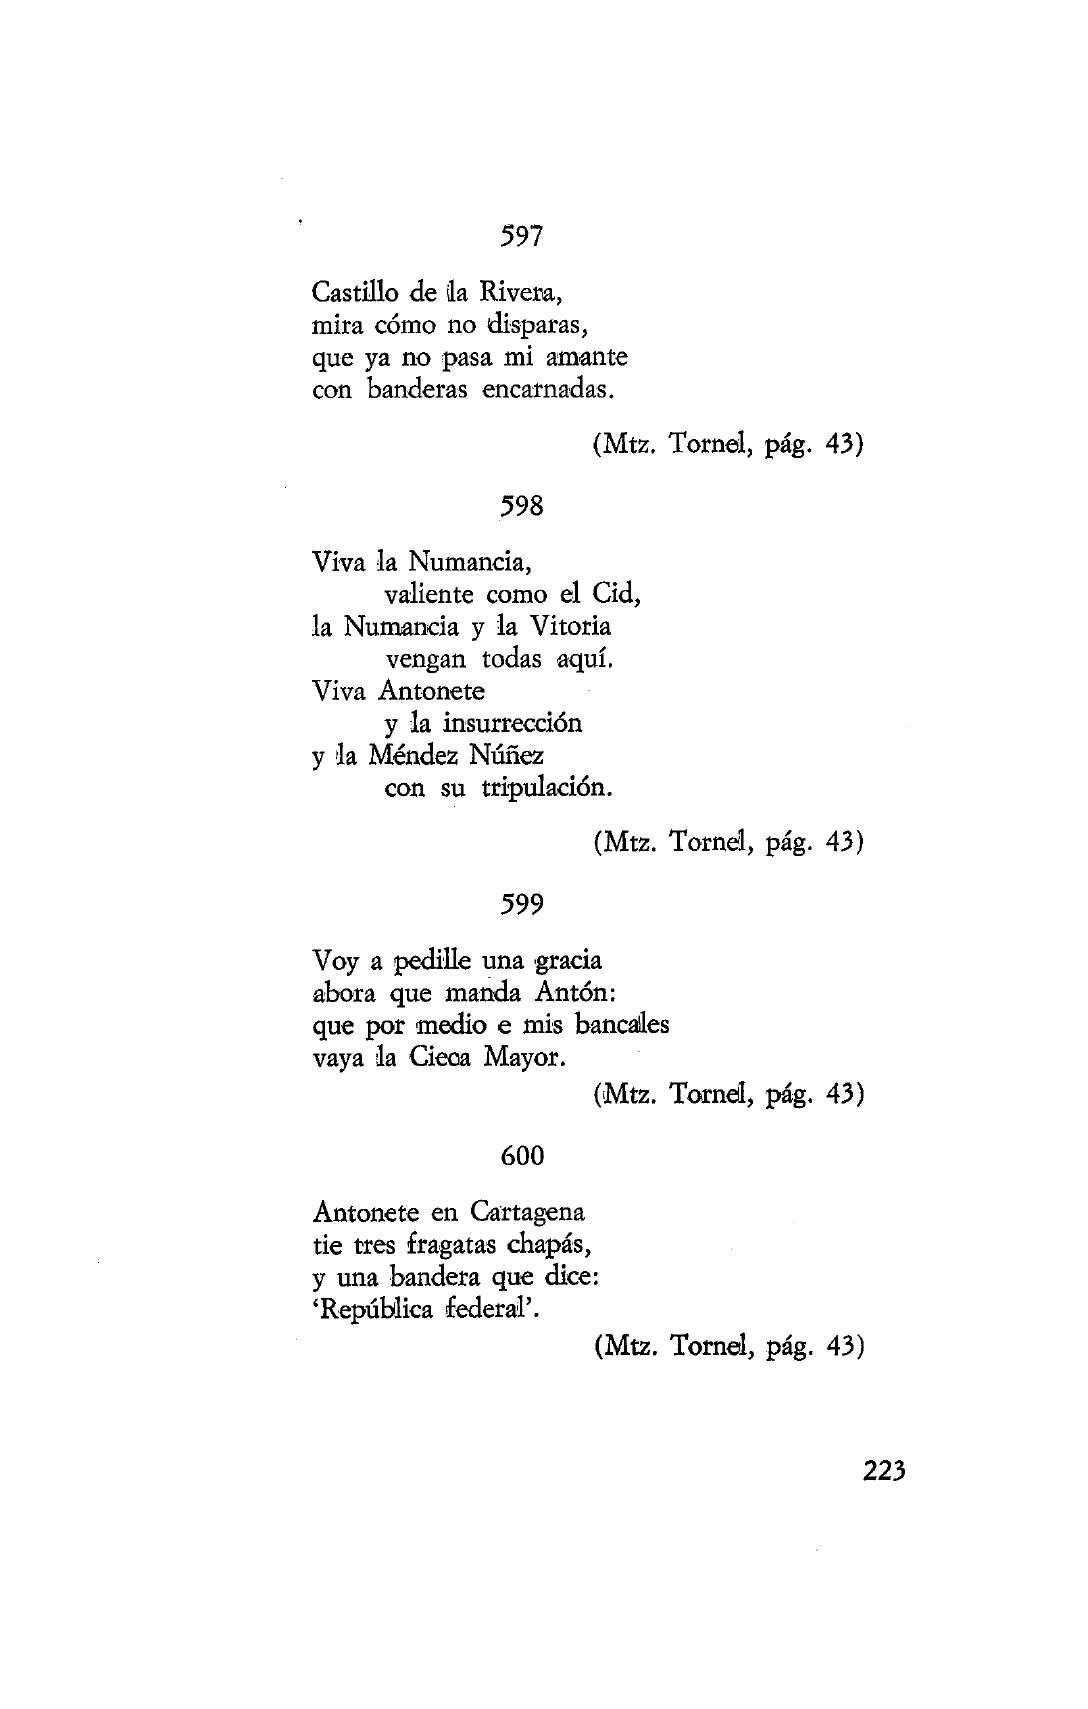 597
Castillo de la Rivera,
mira cómo no disparas,
que ya no pasa mi amante
con banderas encarnadas.
(Mtz. Tornel, pág. 43)
598
Viva la Numancia,
valiente como el Cid,
la Numancia y la Vitoria
vengan todas aquí.
Viva Antonete
y la insurrección
y la Méndez Núñez
con su tripulación.
(Mtz. Tornel, pág. 43)
599
Voy a pedille una gracia
abora que manda Antón:
que por medio e mis bancales
vaya la Cieca Mayor.
(Mtz. Tornel, pág. 43)
600
Antonete en Cartagena
tie tres fragatas chapás,
y una bandera que dice:
‘República federal’.
(Mtz. Tornel, pág. 43)
223